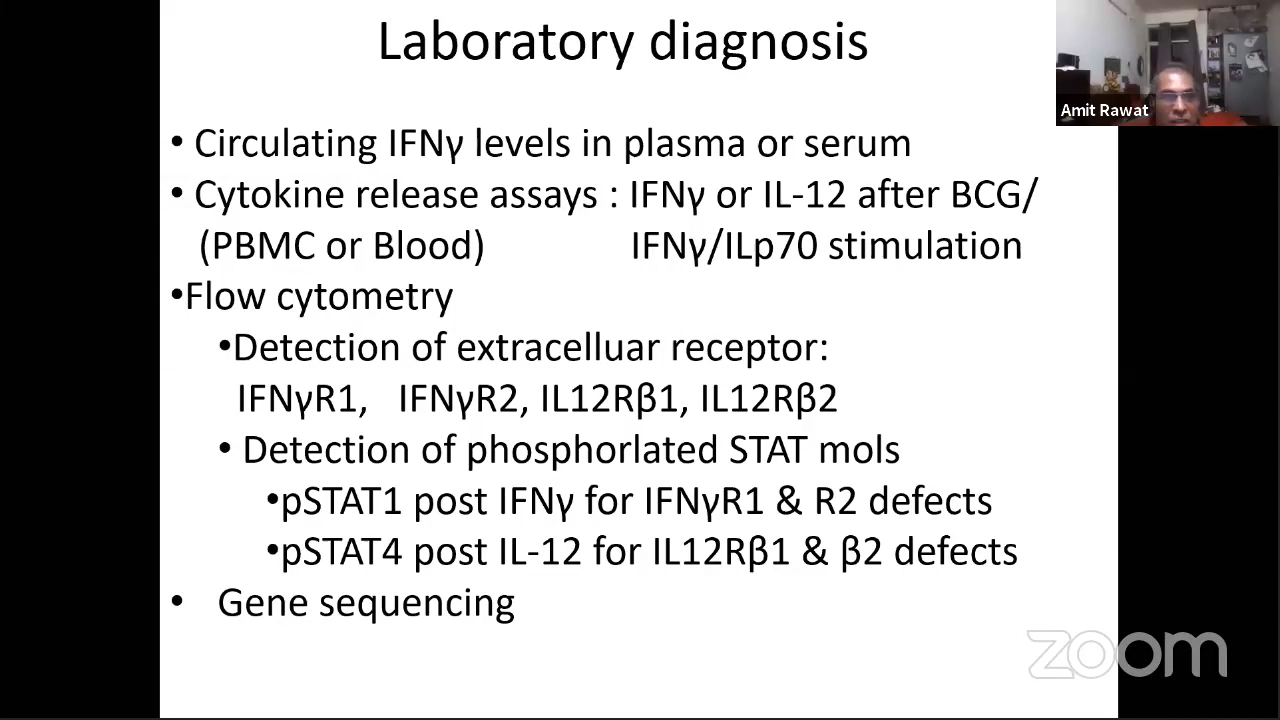 Laboratory diagnosis
Amit Rawat
• Circulating IFNγ levels in plasma or serum
• Cytokine release assays : IFNγ or IL-12 after BCG/
(PBMC or Blood) IFNγ/ILp70 stimulation
•Flow cytometry
•Detection of extracelluar receptor:
IFNγR1, IFNγR2, IL12Rβ1, IL12Rβ2
• Detection of phosphorlated STAT mols
•pSTAT1 post IFNγ for IFNγR1 & R2 defects
•pSTAT4 post IL-12 for IL12Rβ1 & β2 defects
• Gene sequencing
zoom